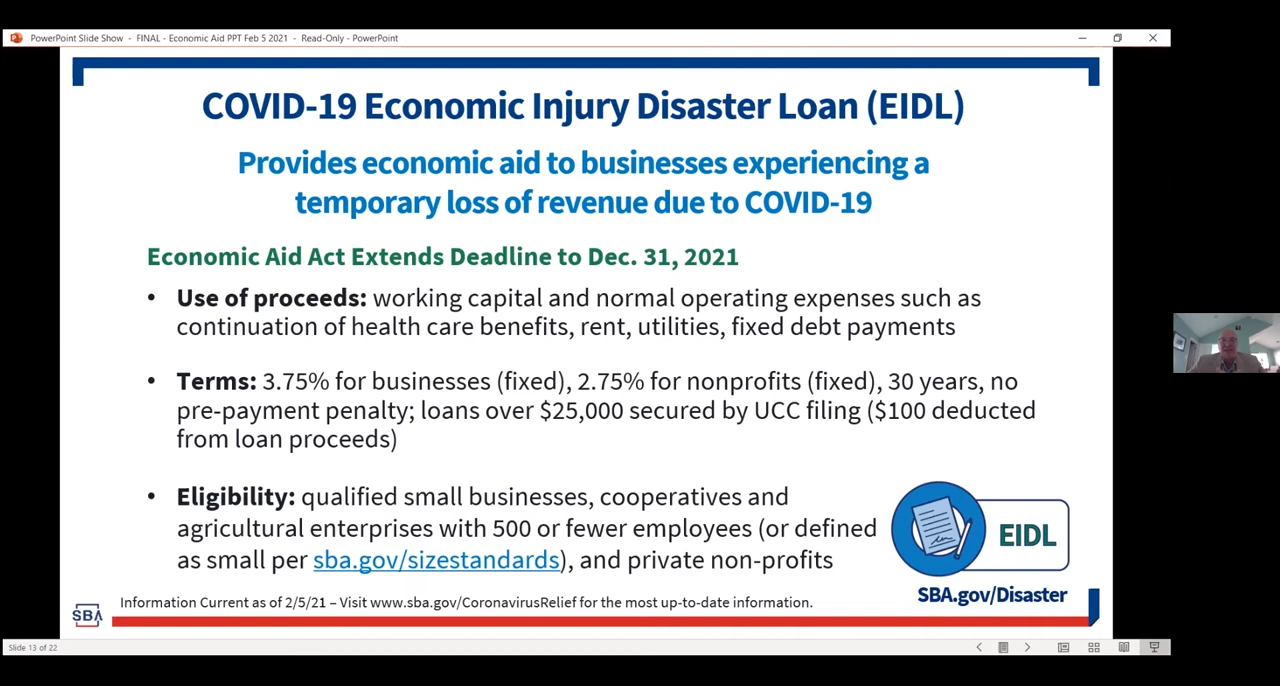 PowerPoint Slide Show - FINAL - Economic Aid PPT Feb 5 2021 - Read-Only - PowerPoint
COVID-19 Economic Injury Disaster Loan (EIDL)
Provides economic aid to businesses experiencing a
temporary loss of revenue due to COVID-19
Economic Aid Act Extends Deadline to Dec. 31, 2021
• Use of proceeds: working capital and normal operating expenses such as
continuation of health care benefits, rent, utilities, fixed debt payments
• Terms: 3.75% for businesses (fixed), 2.75% for nonprofits (fixed), 30 years, no
pre-payment penalty; loans over $25,000 secured by UCC filing ($100 deducted
from loan proceeds)
• Eligibility: qualified small businesses, cooperatives and
agricultural enterprises with 500 or fewer employees (or defined
as small per sba.gov/sizestandards), and private non-profits
EIDL
SBA.gov/Disaster
SBA
Information Current as of 2/5/21 – Visit www.sba.gov/CoronavirusRelief for the most up-to-date information.
Slide 13 of 22